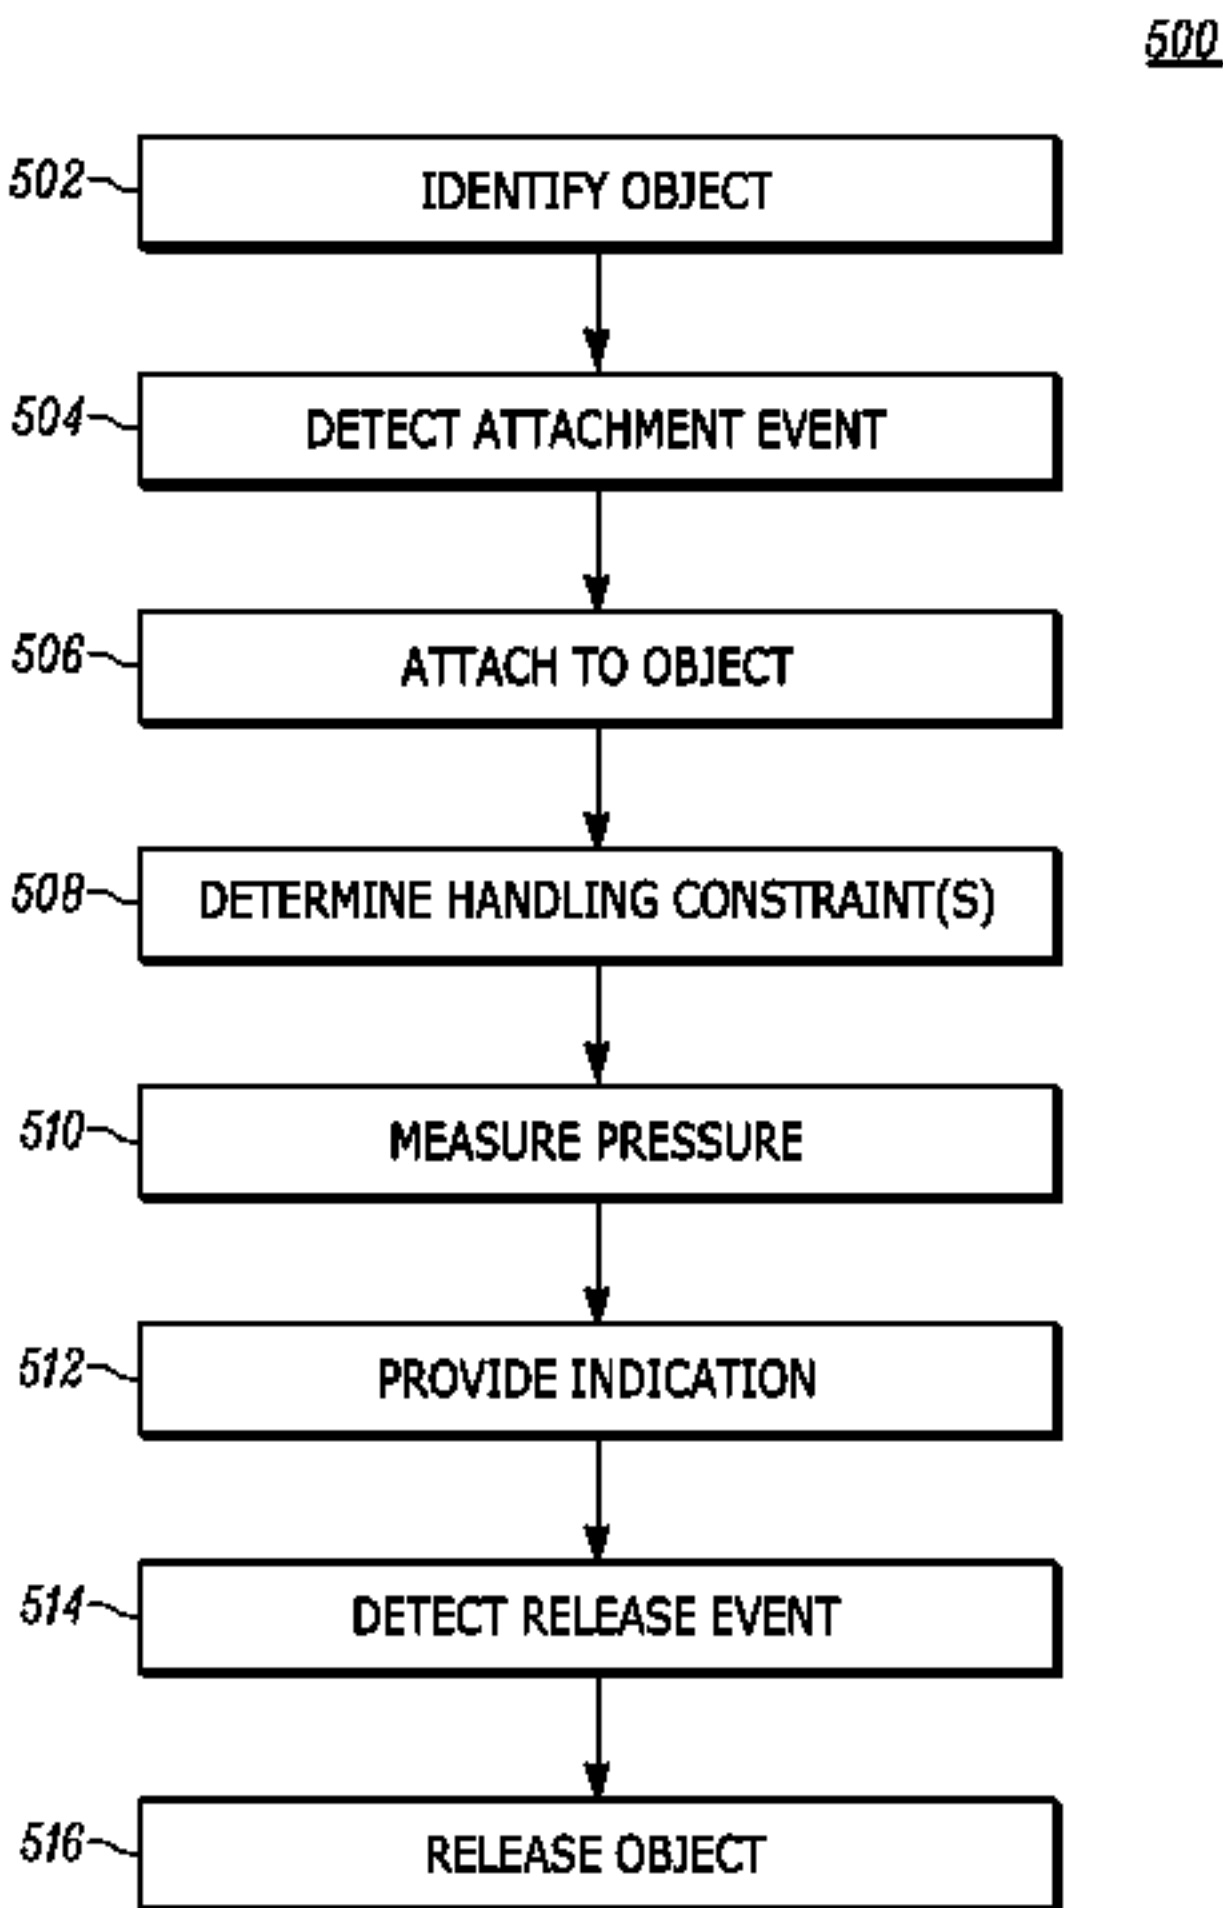 500
502 IDENTIFY OBJECT
504 DETECT ATTACHMENT EVENT
506 ATTACH TO OBJECT
508 DETERMINE HANDLING CONSTRAINT(S)
510 MEASURE PRESSURE
512 PROVIDE INDICATION
514 DETECT RELEASE EVENT
516 RELEASE OBJECT